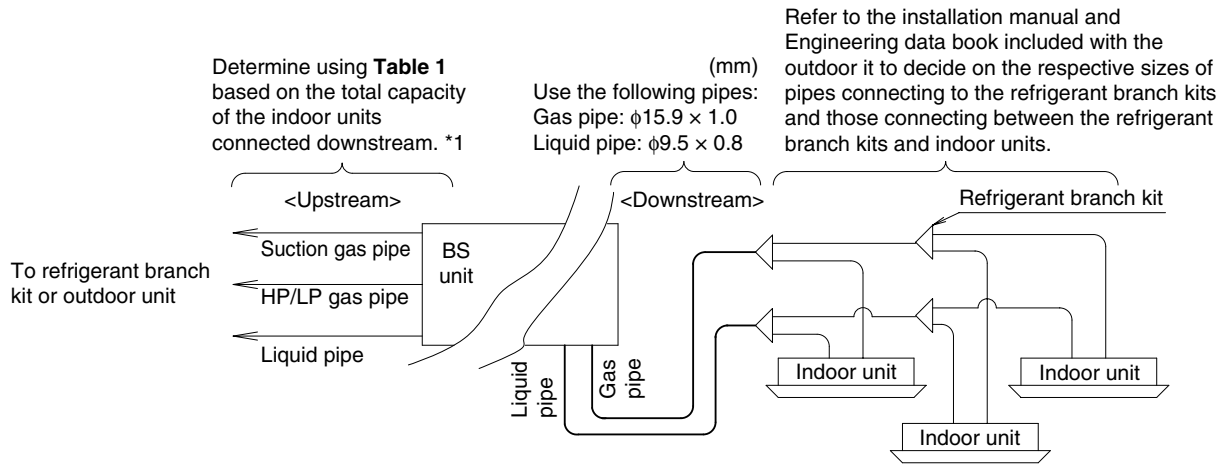 Refer to the installation manual and
Engineering data book included with the
outdoor it to decide on the respective sizes of
pipes connecting to the refrigerant branch kits
and those connecting between the refrigerant
branch kits and indoor units.
Determine using Table 1
based on the total capacity
of the indoor units
connected downstream. *1
(mm)
Use the following pipes:
Gas pipe: ϕ15.9 × 1.0
Liquid pipe: ϕ9.5 × 0.8
<Upstream>
<Downstream>
Refrigerant branch kit
To refrigerant branch
kit or outdoor unit
Suction gas pipe
HP/LP gas pipe
Liquid pipe
BS
unit
Liquid
pipe
Gas
pipe
Indoor unit
Indoor unit
Indoor unit